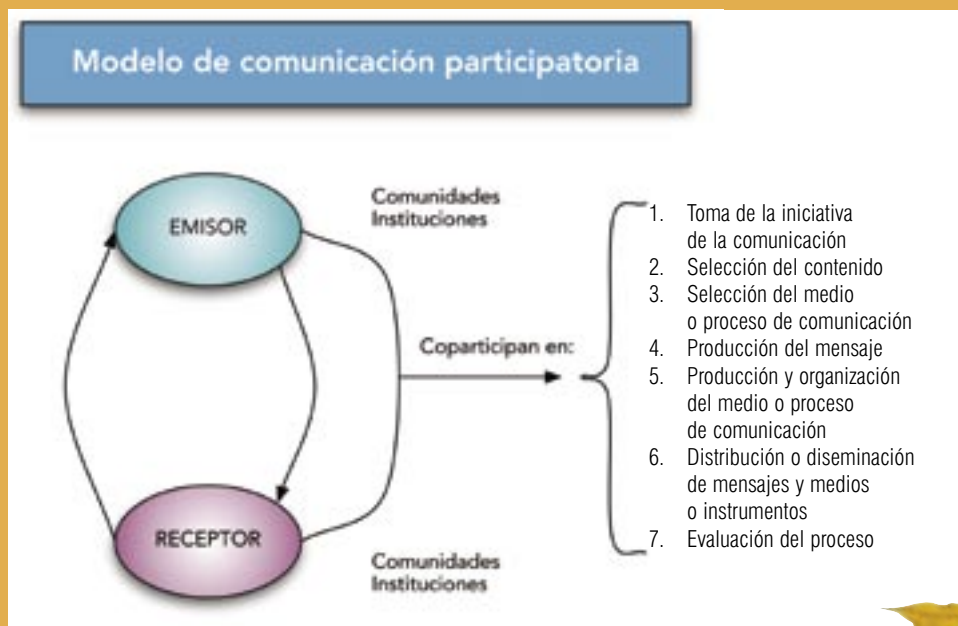 Modelo de comunicación participatoria
EMISOR
Comunidades
Instituciones
Coparticipan en:
RECEPTOR
Comunidades
Instituciones
1. Toma de la iniciativa
de la comunicación
2. Selección del contenido
3. Selección del medio
o proceso de comunicación
4. Producción del mensaje
5. Producción y organización
del medio o proceso
de comunicación
6. Distribución o diseminación
de mensajes y medios
o instrumentos
7. Evaluación del proceso